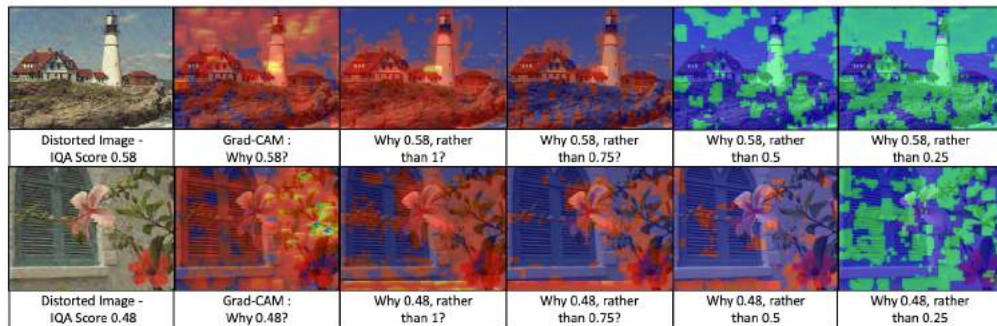 Distorted Image -
IQA Score 0.58
Grad-CAM :
Why 0.58?
Why 0.58, rather
than 1?
Why 0.58, rather
than 0.75?
Why 0.58, rather
than 0.5
Why 0.58, rather
than 0.25
Distorted Image -
IQA Score 0.48
Grad-CAM :
Why 0.48?
Why 0.48, rather
than 1?
Why 0.48, rather
than 0.75?
Why 0.48, rather
than 0.5
Why 0.48, rather
than 0.25